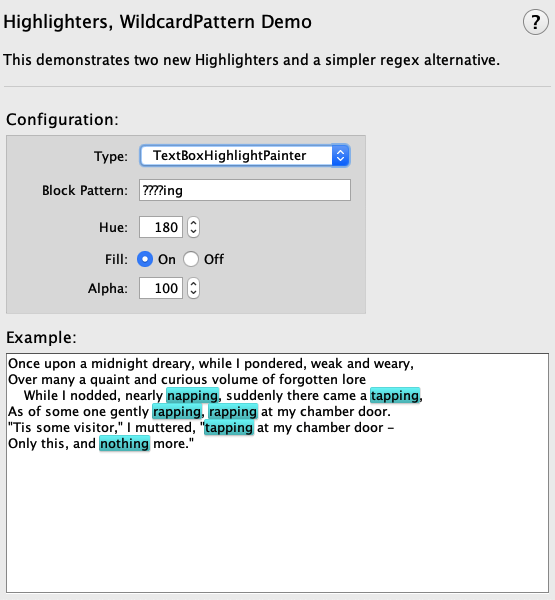 Highlighters, WildcardPattern Demo
?
This demonstrates two new Highlighters and a simpler regex alternative.
Configuration:
Type: TextBoxHighlightPainter
Block Pattern: ????ing
Hue: 180
Fill: On Off
Alpha: 100
Example:
Once upon a midnight dreary, while I pondered, weak and weary,
Over many a quaint and curious volume of forgotten lore
While I nodded, nearly napping, suddenly there came a tapping,
As of some one gently rapping, rapping at my chamber door.
"Tis some visitor," I muttered, "tapping at my chamber door –
Only this, and nothing more."